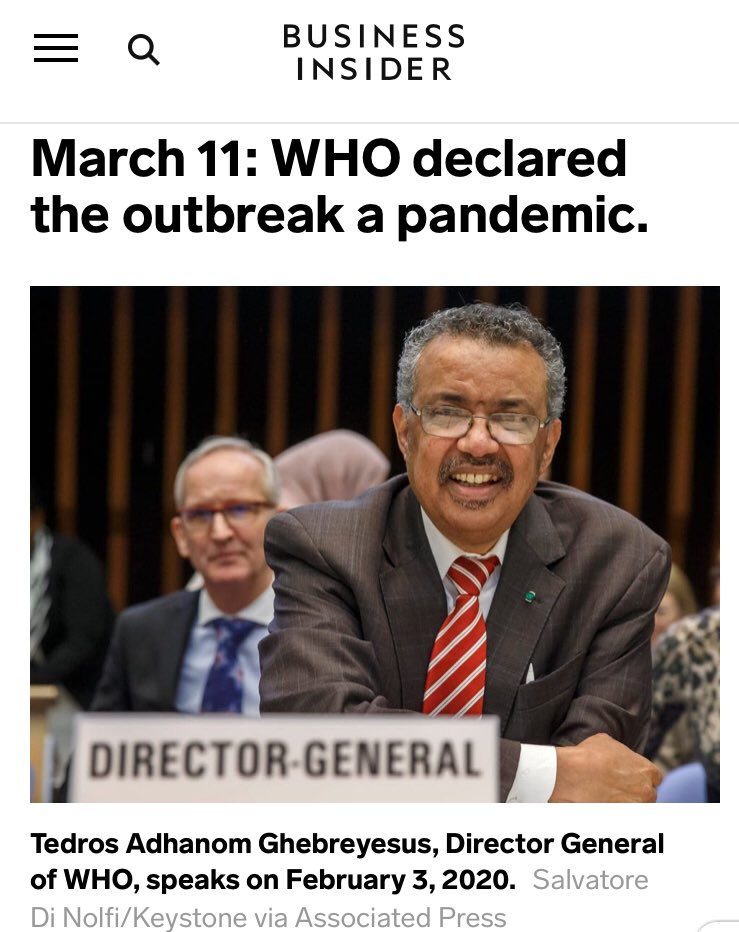 BUSINESS
INSIDER
March 11: WHO declared
the outbreak a pandemic.
DIRECTOR-GENERAL
Tedros Adhanom Ghebreyesus, Director General
of WHO, speaks on February 3, 2020. Salvatore
Di Nolfi/Keystone via Associated Press